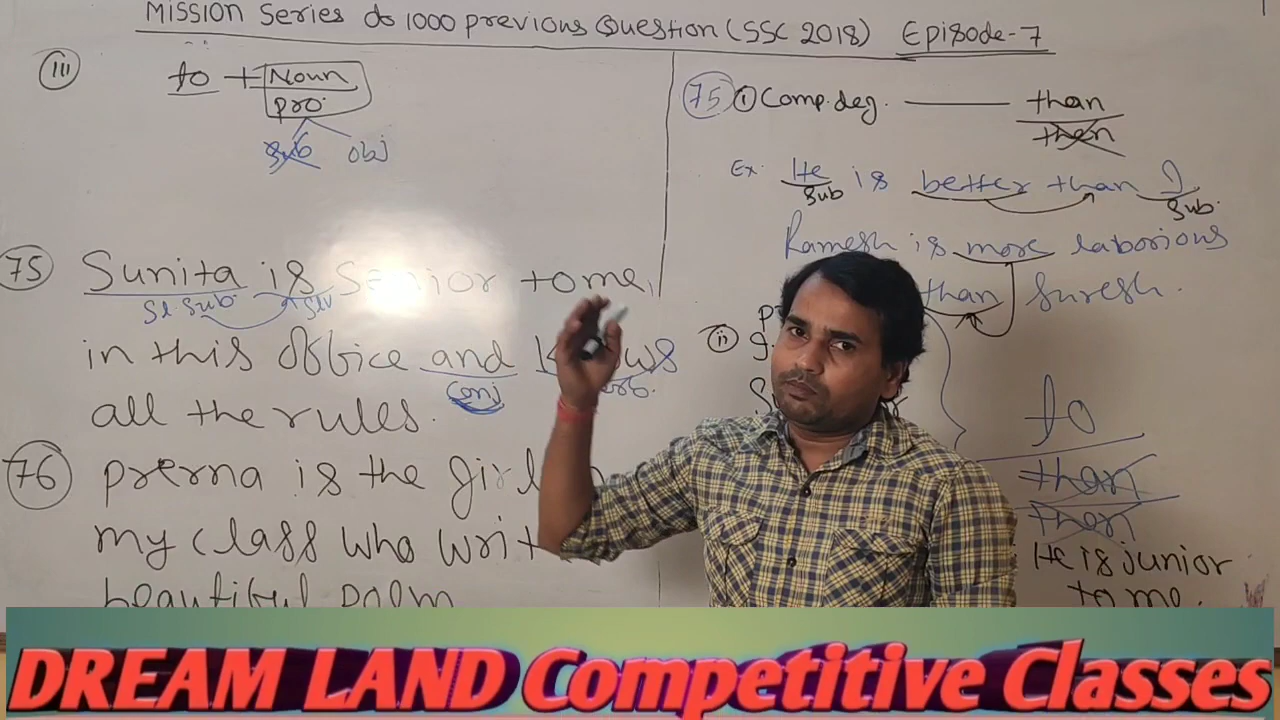 Mission Series do 1000 previous Question (SSC 2018) Episode-7
(iii) to + Noun
pro.
sub obj
75 Sunita is Senior to me,
Si Sub SIV
in this office and
Conj
all the rules.
76 prerna is the girl
my class who writ
beautiful poem
75 (i) Comp. deg. than
then
Ex. He is better than I
Sub Sub.
Ramesh is more laborious
than Suresh.
(ii)
to
than
then
He is junior
to me.
DREAM LAND Competitive Classes